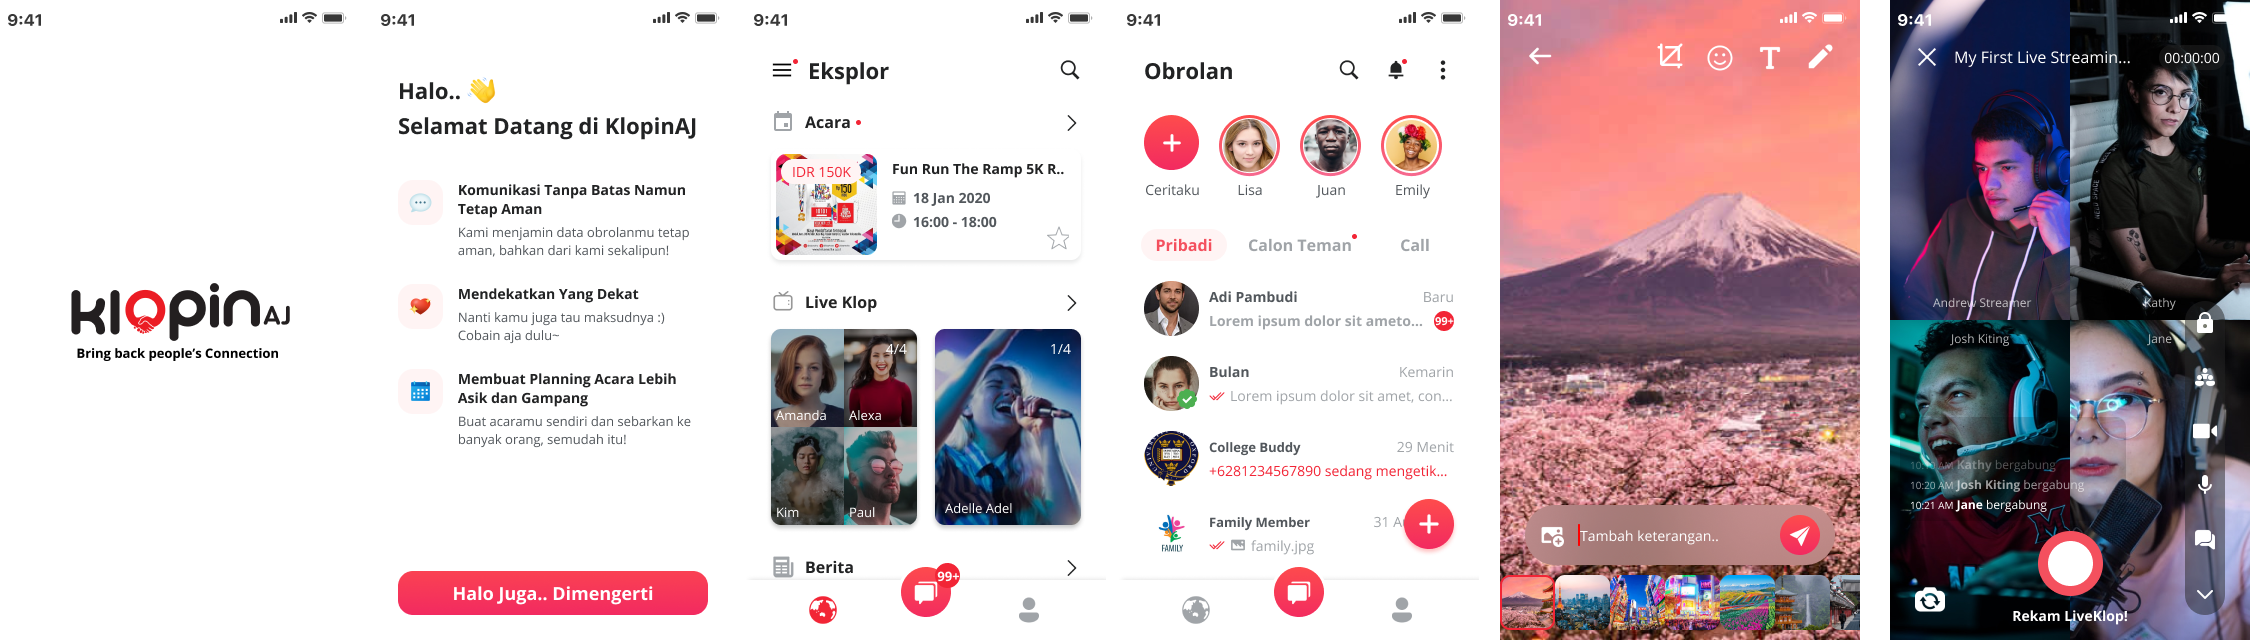 9:41
klopin AJ
Bring back people's Connection
9:41
Halo.. 👋
Selamat Datang di KlopinAJ
Komunikasi Tanpa Batas Namun
Tetap Aman
Kami menjamin data obrolanmu tetap
aman, bahkan dari kami sekalipun!
Mendekatkan Yang Dekat
Nanti kamu juga tau maksudnya :)
Cobain aja dulu~
Membuat Planning Acara Lebih
Asik dan Gampang
Buat acaramu sendiri dan sebarkan ke
banyak orang, semudah itu!
Halo Juga.. Dimengerti
9:41
Eksplor
Acara
IDR 150K
Fun Run The Ramp 5K R..
18 Jan 2020
16:00 - 18:00
Live Klop
4/4
Amanda
Alexa
Kim
Paul
1/4
Adelle Adel
Berita
99+
9:41
Obrolan
Ceritaku
Lisa
Juan
Emily
Pribadi
Calon Teman
Call
Adi Pambudi
Baru
Lorem ipsum dolor sit ameto...
99+
Bulan
Kemarin
Lorem ipsum dolor sit amet, con...
College Buddy
29 Menit
+6281234567890 sedang mengetik...
Family Member
31 A
FAMILY
family.jpg
9:41
T
Tambah keterangan..
9:41
My First Live Streamin...
00:00:00
Andrew Streamer
Kathy
Josh Kiting
Jane
Kathy bergabung
10:20 AM Josh Kiting bergabung
10:21 AM Jane bergabung
Rekam LiveKlop!